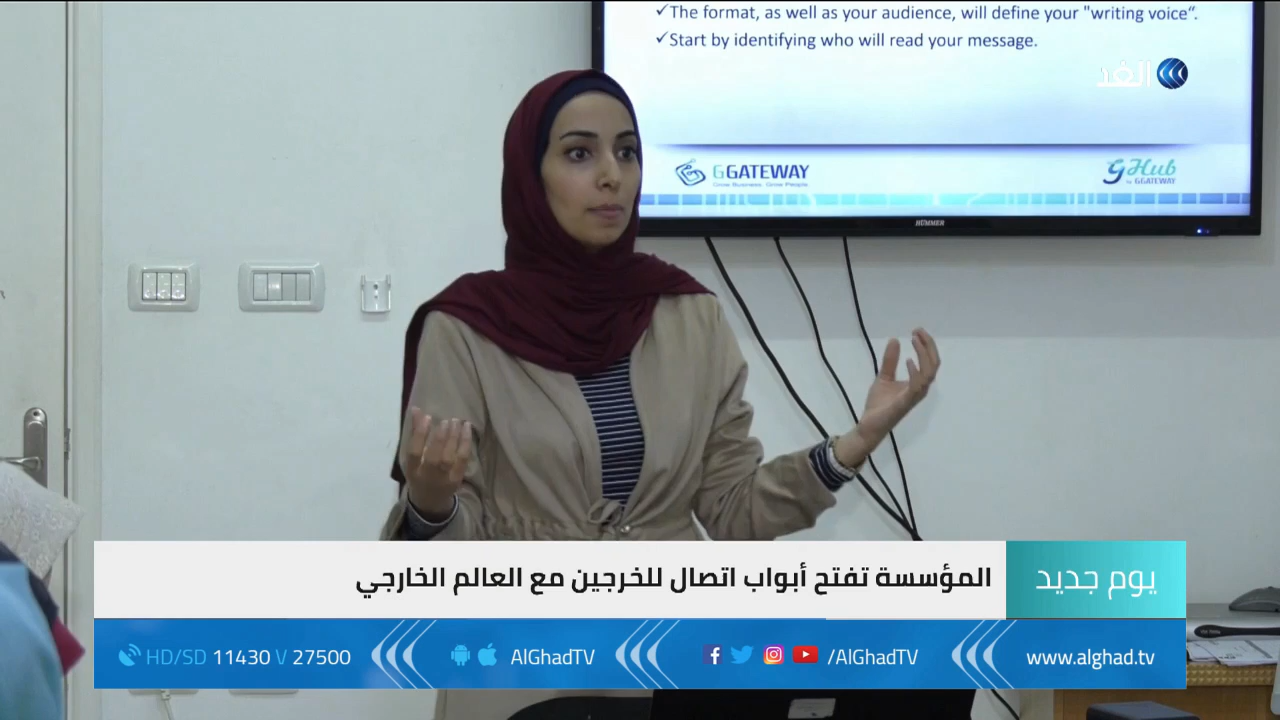 ✓The format, as well as your audience, will define your "writing voice“.
✓Start by identifying who will read your message.
الغد
GGATEWAY
Grow Business. Grow People.
gHub
by GGATEWAY
HUMMER
يوم جديد
المؤسسة تفتح أبواب اتصال للخرجين مع العالم الخارجي
HD/SD 11430 V 27500
AlGhadTV
/AlGhadTV
www.alghad.tv